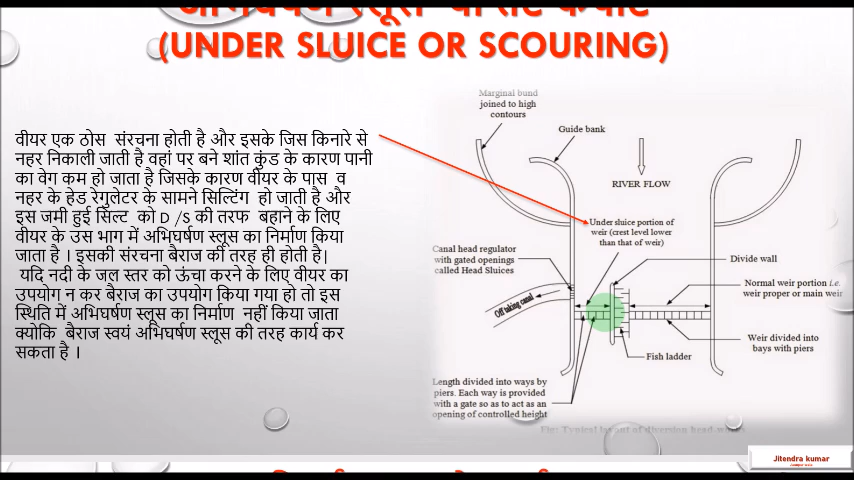 (UNDER SLUICE OR SCOURING)
वीयर एक ठोस संरचना होती है और इसके जिस किनारे से
नहर निकाली जाती है वहां पर बने शांत कुंड के कारण पानी
का वेग कम हो जाता है जिसके कारण वीयर के पास व
नहर के हेड रेगुलेटर के सामने सिल्टिंग हो जाती है और
इस जमी हुई सिल्ट को D /S की तरफ बहाने के लिए
वीयर के उस भाग में अभिघर्षण स्लूस का निर्माण किया
जाता है । इसकी संरचना बैराज की तरह ही होती है।
यदि नदी के जल स्तर को ऊंचा करने के लिए वीयर का
उपयोग न कर बैराज का उपयोग किया गया हो तो इस
स्थिति में अभिघर्षण स्लूस का निर्माण नहीं किया जाता
क्योकि बैराज स्वयं अभिघर्षण स्लूस की तरह कार्य कर
सकता है ।
Marginal bund
joined to high
contours
Guide bank
RIVER FLOW
Under sluice portion of
weir (crest level lower
than that of weir)
Canal head regulator
with gated openings
called Head Sluices
Divide wall
Normal weir portion i.e.
weir proper or main weir
Off taking canal
Weir divided into
bays with piers
Fish ladder
Length divided into ways by
piers. Each way is provided
with a gate so as to act as an
opening of controlled height
Fig: Typical layout of diversion head-works
Jitendra kumar